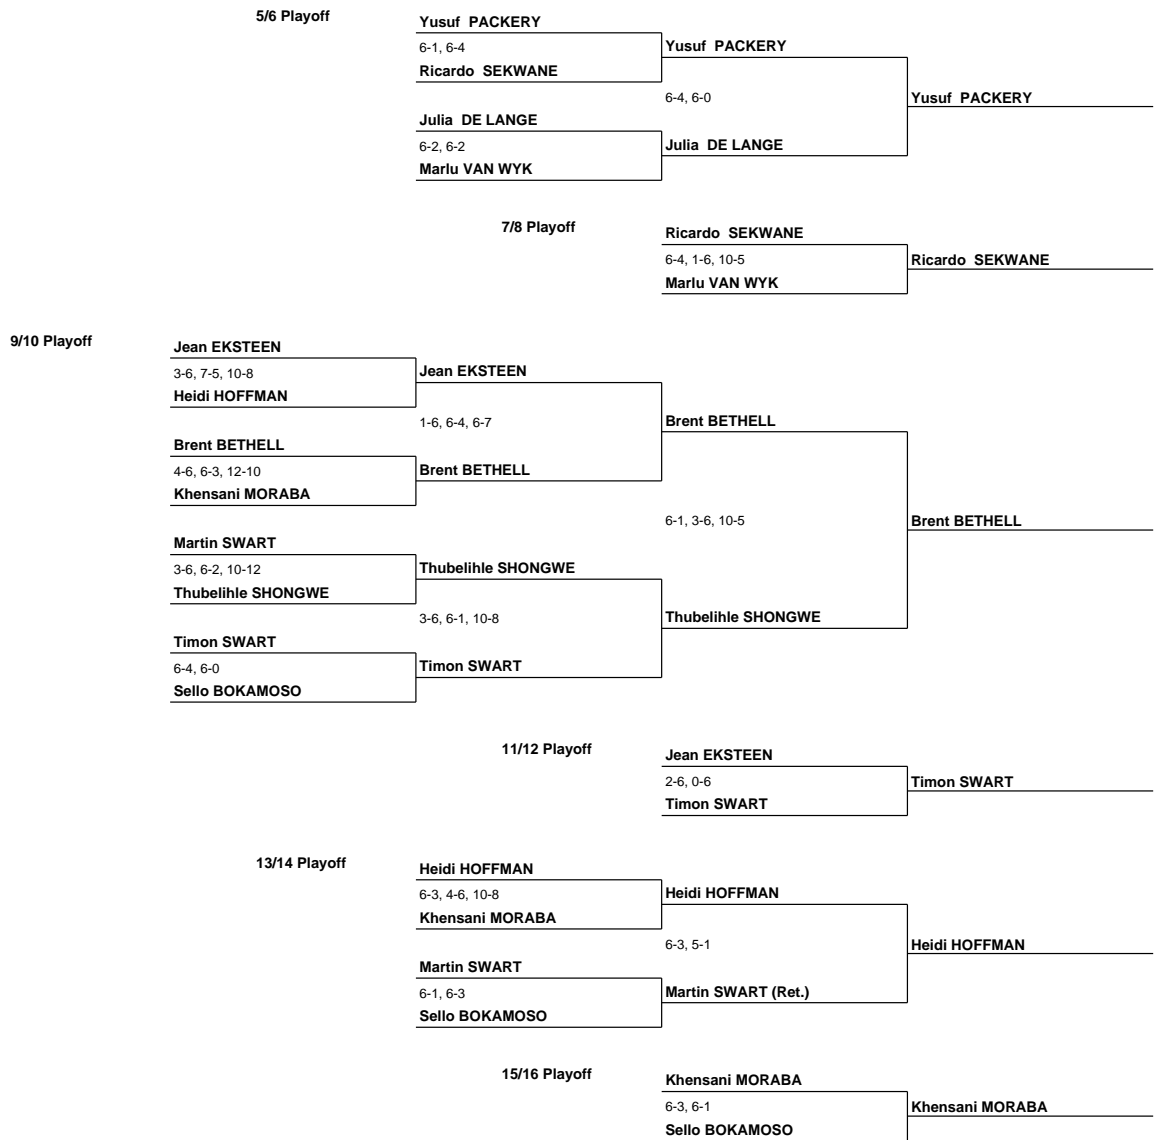 5/6 Playoff
Yusuf PACKERY
6-1, 6-4
Yusuf PACKERY
Ricardo SEKWANE
6-4, 6-0
Yusuf PACKERY
Julia DE LANGE
6-2, 6-2
Julia DE LANGE
Marlu VAN WYK
7/8 Playoff
Ricardo SEKWANE
6-4, 1-6, 10-5
Ricardo SEKWANE
Marlu VAN WYK
9/10 Playoff
Jean EKSTEEN
3-6, 7-5, 10-8
Jean EKSTEEN
Heidi HOFFMAN
1-6, 6-4, 6-7
Brent BETHELL
Brent BETHELL
4-6, 6-3, 12-10
Brent BETHELL
Khensani MORABA
6-1, 3-6, 10-5
Brent BETHELL
Martin SWART
3-6, 6-2, 10-12
Thubelihle SHONGWE
Thubelihle SHONGWE
3-6, 6-1, 10-8
Thubelihle SHONGWE
Timon SWART
6-4, 6-0
Timon SWART
Sello BOKAMOSO
11/12 Playoff
Jean EKSTEEN
2-6, 0-6
Timon SWART
Timon SWART
13/14 Playoff
Heidi HOFFMAN
6-3, 4-6, 10-8
Heidi HOFFMAN
Khensani MORABA
6-3, 5-1
Heidi HOFFMAN
Martin SWART
6-1, 6-3
Martin SWART (Ret.)
Sello BOKAMOSO
15/16 Playoff
Khensani MORABA
6-3, 6-1
Khensani MORABA
Sello BOKAMOSO